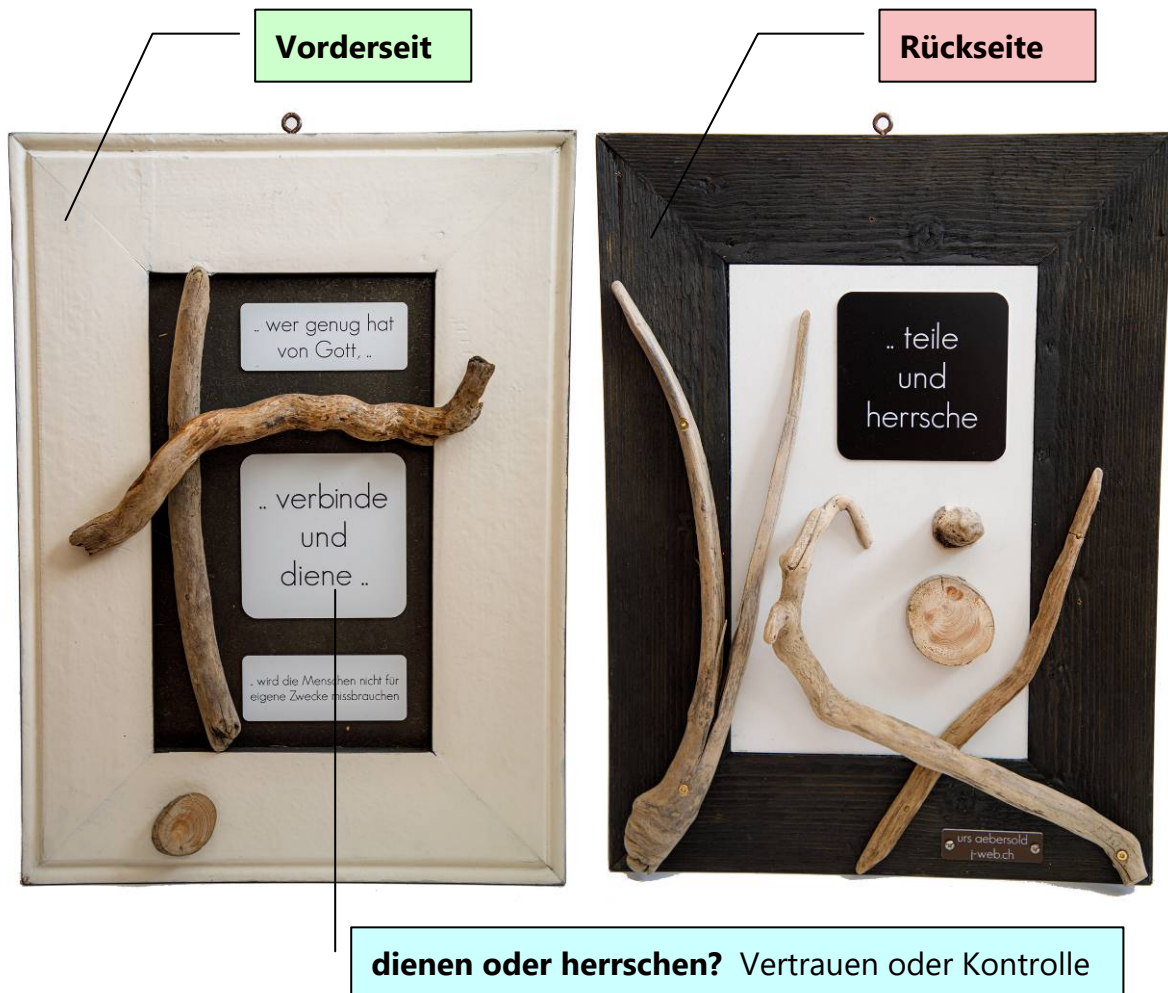 Vorderseit
Rückseite
.. wer genug hat
von Gott, ..
.. verbinde
und
diene ..
.. wird die Menschen nicht für
eigene Zwecke missbrauchen
.. teile
und
herrsche
urs aebersold
j-web.ch
dienen oder herrschen? Vertrauen oder Kontrolle